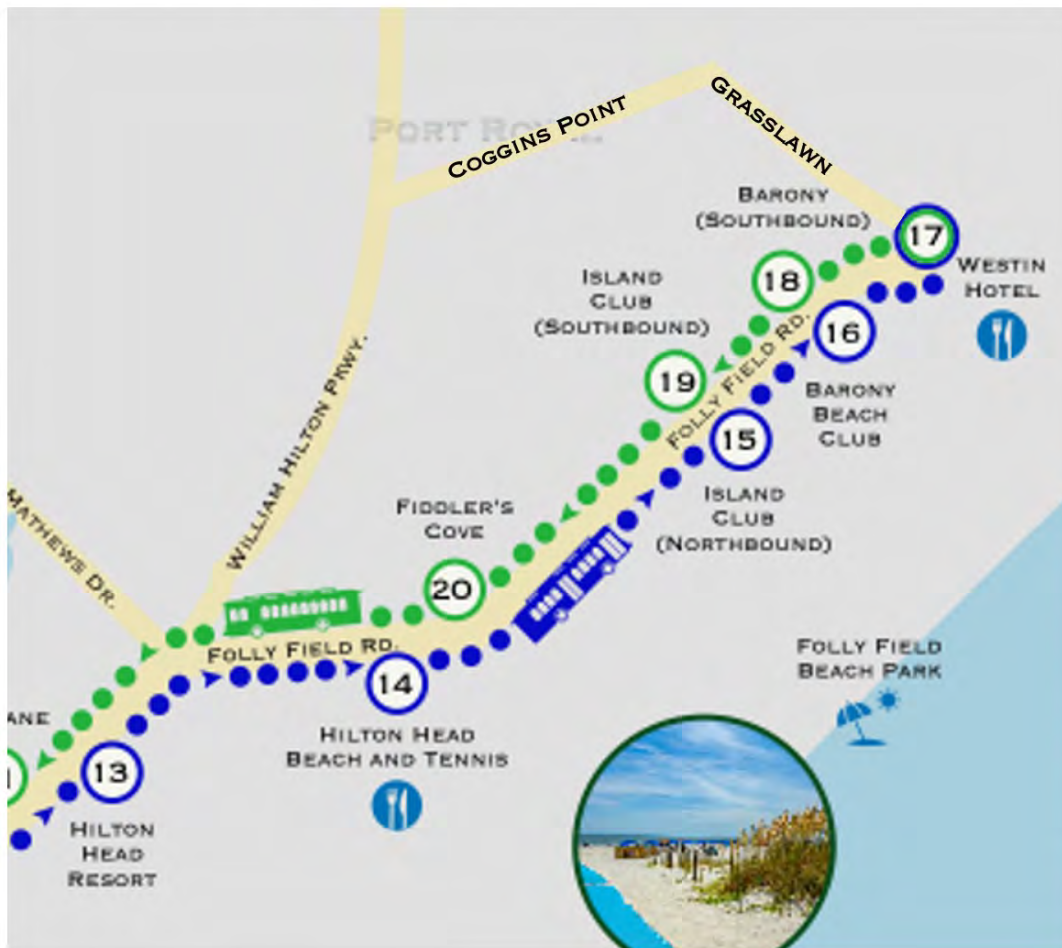 Port Roy
Coggins Point
Grasslawn
Barony
(Southbound)
17
Westin
Hotel
18
Island
Club
(Southbound)
16
Folly Field Rd.
19
Barony
Beach
Club
15
William Hilton Pkwy.
Island
Club
(Northbound)
Fiddler's
Cove
Mathews Dr.
20
Folly Field Rd.
Folly Field
Beach Park
14
ane
13
Hilton Head
Beach and Tennis
Hilton
Head
Resort